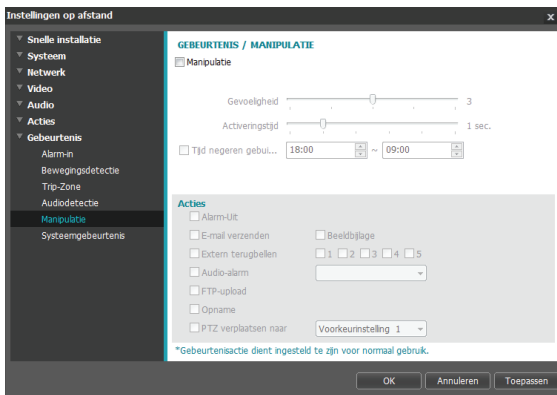 Instellingen op afstand x
Snelle installatie
Systeem
Netwerk
Video
Audio
Acties
Gebeurtenis
Alarm-in
Bewegingsdetectie
Trip-Zone
Audiodetectie
Manipulatie
Systeemgebeurtenis
GEBEURTENIS / MANIPULATIE
Manipulatie
Gevoeligheid 3
Activeringstijd 1 sec.
Tijd negeren gebui... 18:00 ~ 09:00
Acties
Alarm-Uit
E-mail verzenden Beeldbijlage
Extern terugbellen 1 2 3 4 5
Audio-alarm
FTP-upload
Opname
PTZ verplaatsen naar Voorkeurinstelling 1
*Gebeurtenisactie dient ingesteld te zijn voor normaal gebruik.
OK Annuleren Toepassen